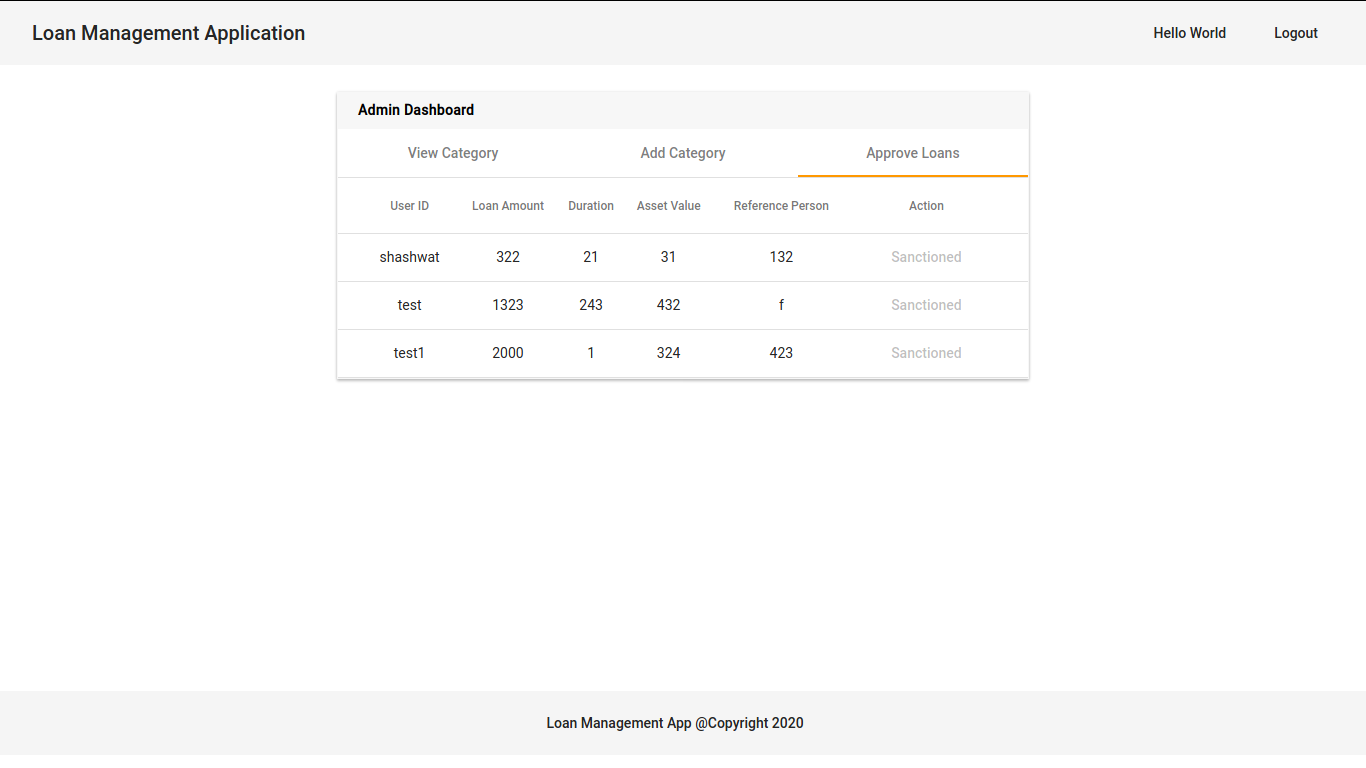 Loan Management Application Hello World Logout
Admin Dashboard
View Category Add Category Approve Loans
User ID Loan Amount Duration Asset Value Reference Person Action
shashwat 322 21 31 132 Sanctioned
test 1323 243 432 f Sanctioned
test1 2000 1 324 423 Sanctioned
Loan Management App @Copyright 2020